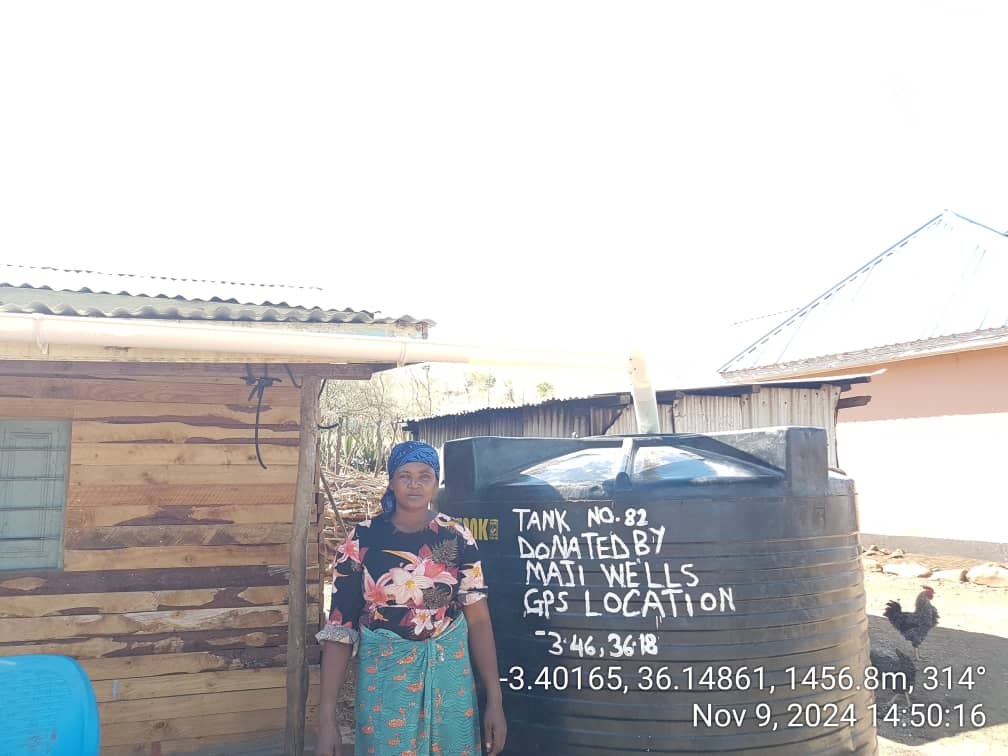 TANK NO. 82
DONATED BY
MAJI WELLS
GPS LOCATION
-3.46, 36.18
-3.40165, 36.14861, 1456.8m, 314°
Nov 9, 2024 14:50:16